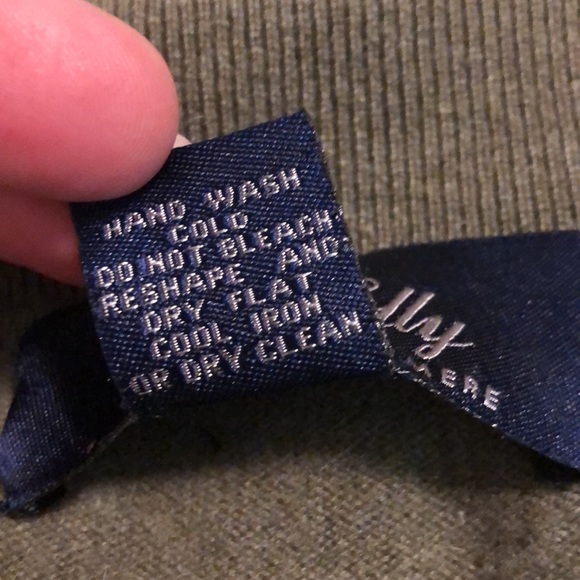 HAND WASH
COLD
DO NOT BLEACH
RESHAPE AND
DRY FLAT
COOL IRON
OR DRY CLEAN